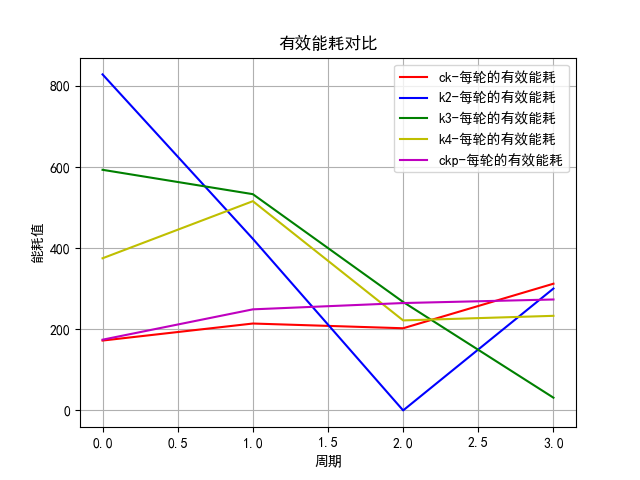 有效能耗对比
ck-每轮的有效能耗
k2-每轮的有效能耗
k3-每轮的有效能耗
k4-每轮的有效能耗
ckp-每轮的有效能耗
能耗值
800
600
400
200
0
0.0 0.5 1.0 1.5 2.0 2.5 3.0
周期